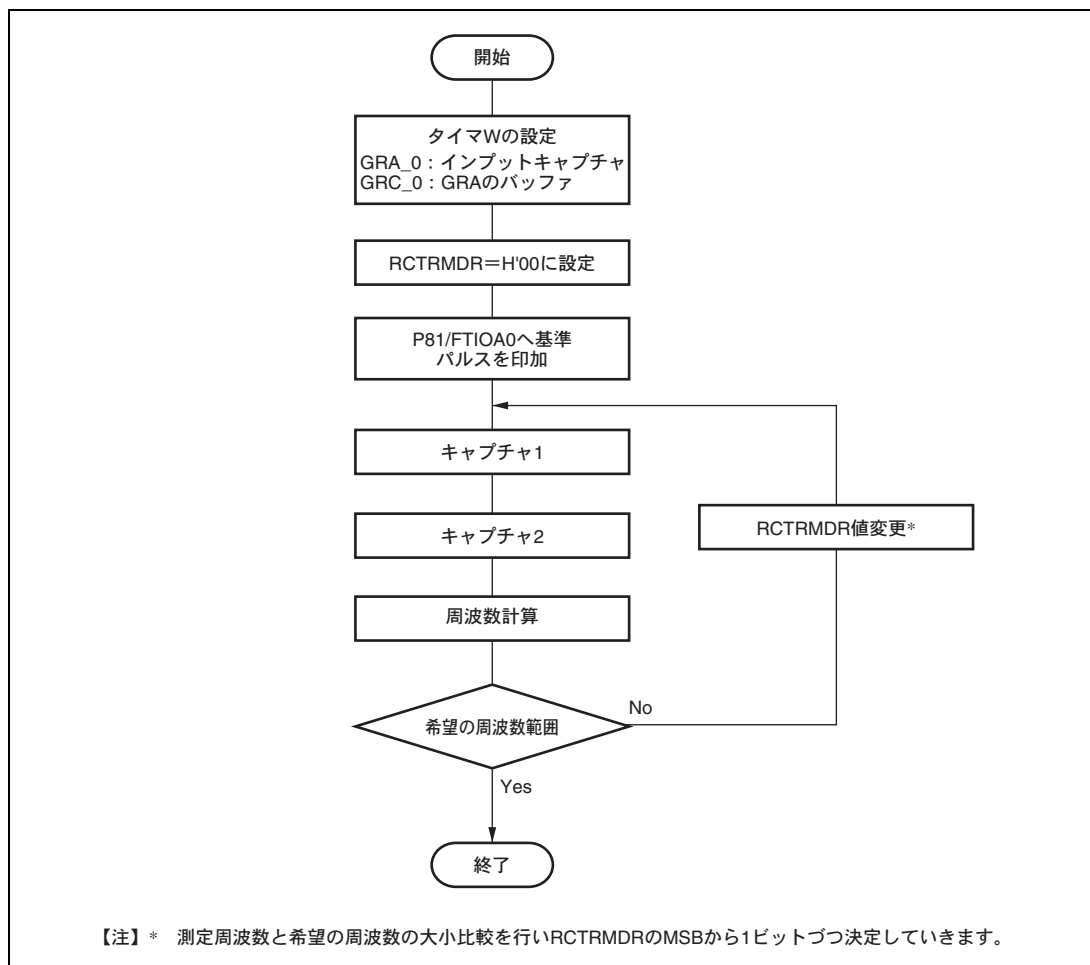 開始
タイマWの設定
GRA_0：インプットキャプチャ
GRC_0：GRAのバッファ
RCTRMDR＝H'00に設定
P81/FTIOA0へ基準
パルスを印加
キャプチャ1
キャプチャ2
RCTRMDR値変更*
周波数計算
希望の周波数範囲
No
Yes
終了
【注】* 測定周波数と希望の周波数の大小比較を行いRCTRMDRのMSBから1ビットづつ決定していきます。